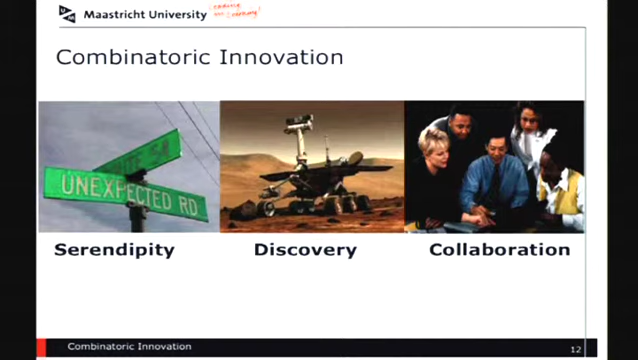 Maastricht University
Combinatoric Innovation
UNEXPECTED RD.
Serendipity
Discovery
Collaboration
Combinatoric Innovation
12